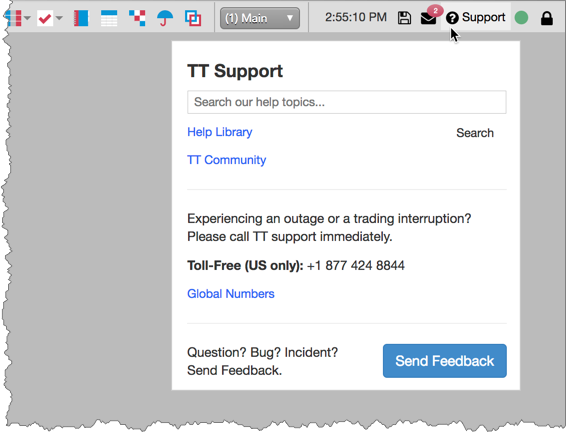 (1) Main
2:55:10 PM
2
Support
TT Support
Search our help topics...
Help Library
Search
TT Community
Experiencing an outage or a trading interruption?
Please call TT support immediately.
Toll-Free (US only): +1 877 424 8844
Global Numbers
Question? Bug? Incident?
Send Feedback.
Send Feedback